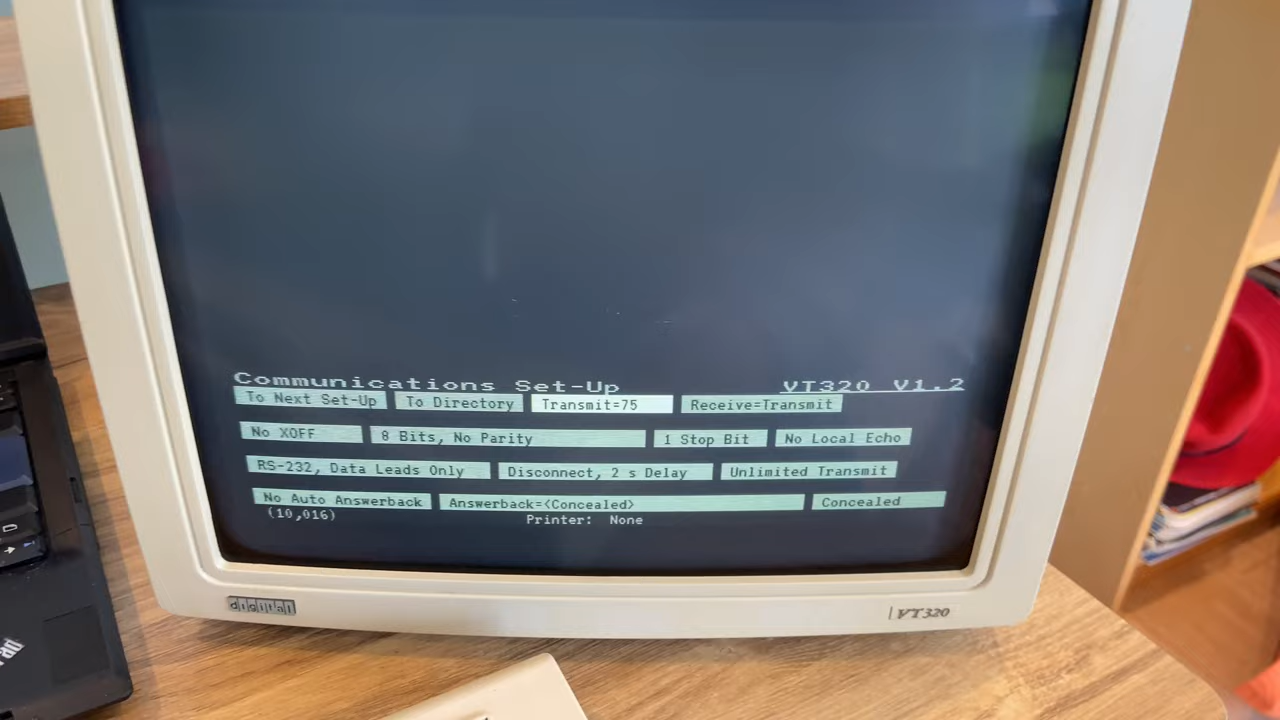 Communications Set-Up VT320 V1.2
To Next Set-Up To Directory Transmit=75 Receive=Transmit
No XOFF 8 Bits, No Parity 1 Stop Bit No Local Echo
RS-232, Data Leads Only Disconnect, 2 s Delay Unlimited Transmit
No Auto Answerback Answerback=<Concealed> Concealed
(10,016) Printer: None
digital VT320